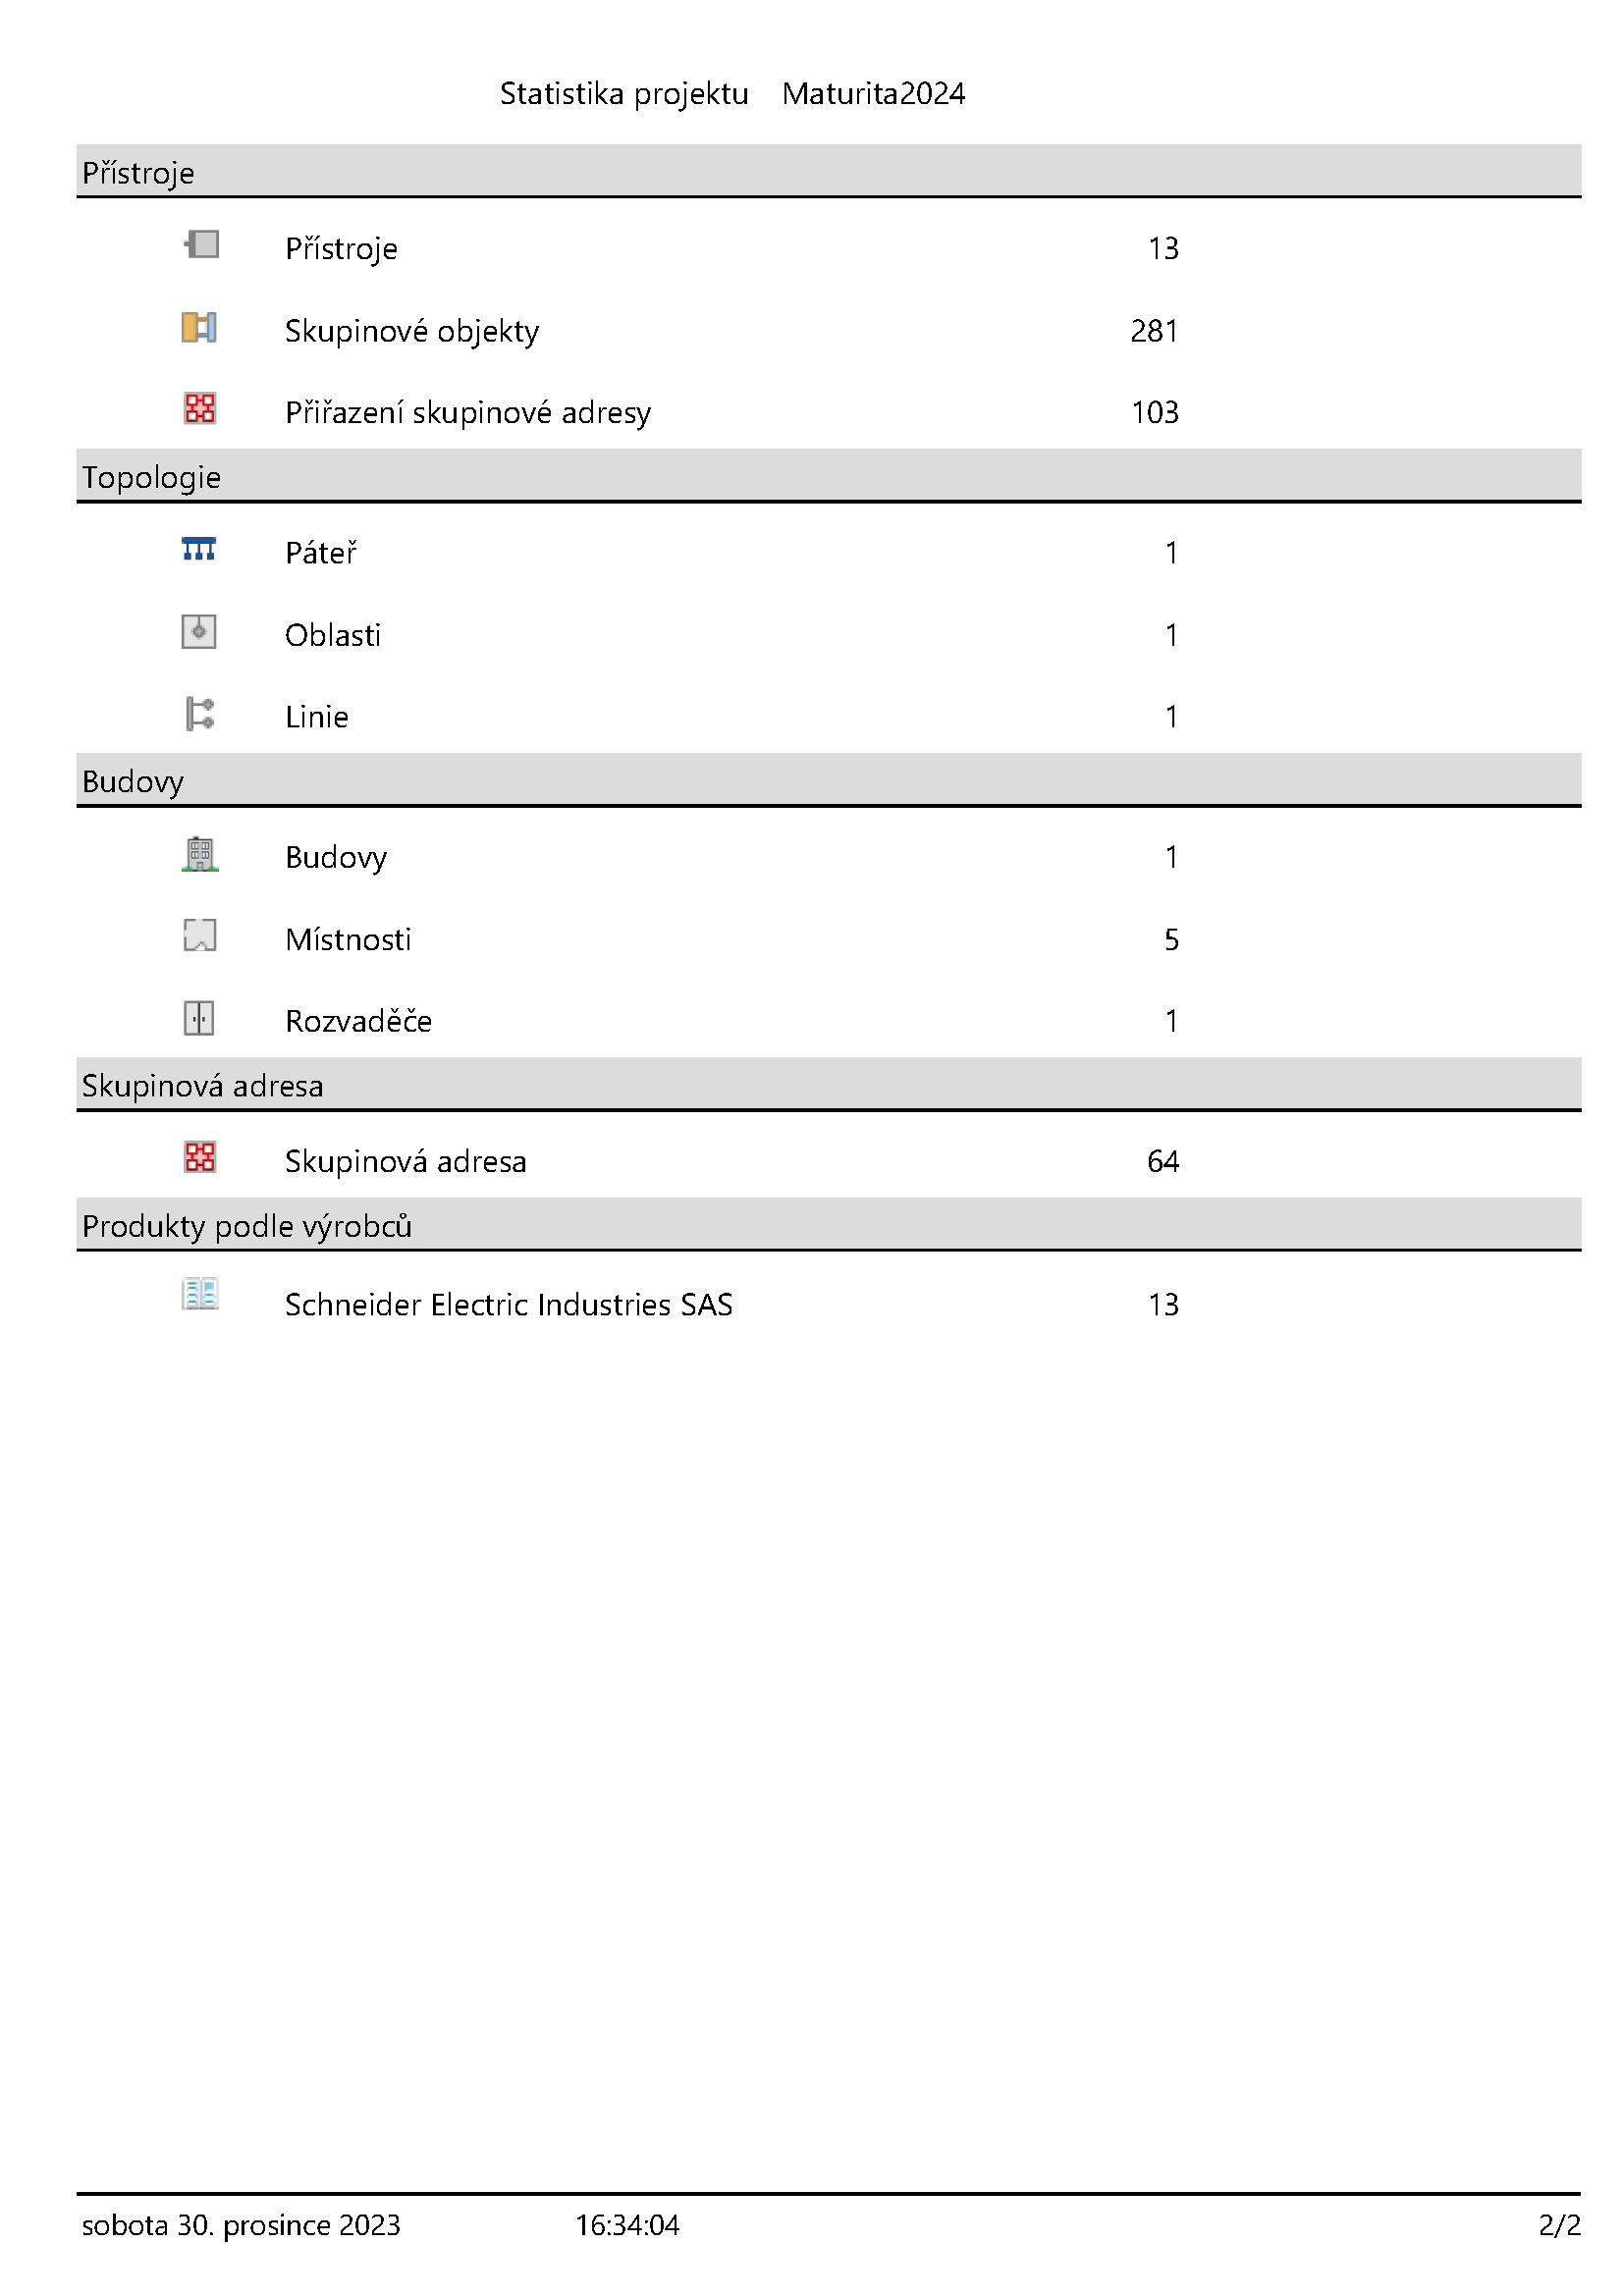 Statistika projektu Maturita2024
Přístroje
Přístroje 13
Skupinové objekty 281
Přiřazení skupinové adresy 103
Topologie
Páteř 1
Oblasti 1
Linie 1
Budovy
Budovy 1
Místnosti 5
Rozvaděče 1
Skupinová adresa
Skupinová adresa 64
Produkty podle výrobců
Schneider Electric Industries SAS 13
sobota 30. prosince 2023 16:34:04 2/2